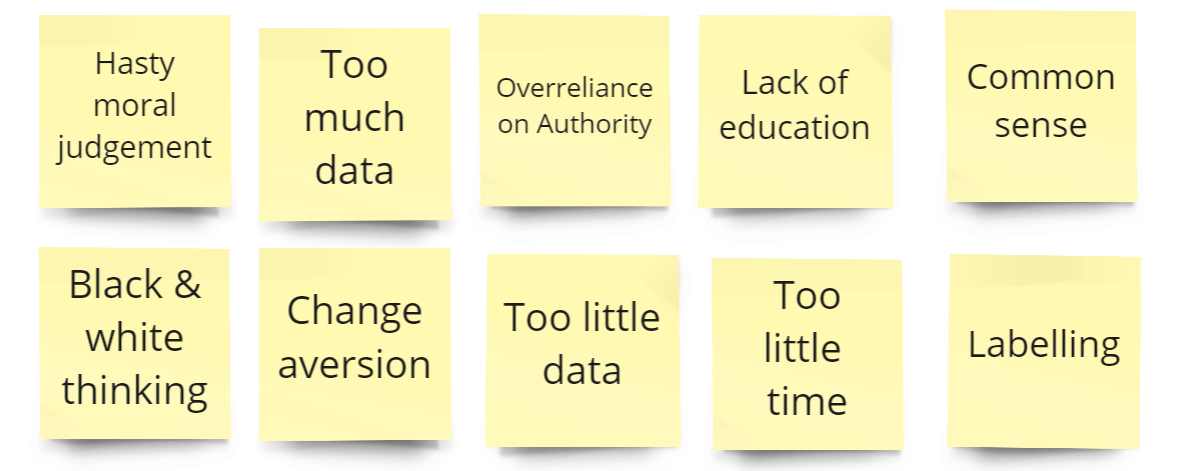 Hasty
moral
judgement
Too
much
data
Overreliance
on Authority
Lack of
education
Common
sense
Black &
white
thinking
Change
aversion
Too little
data
Too
little
time
Labelling